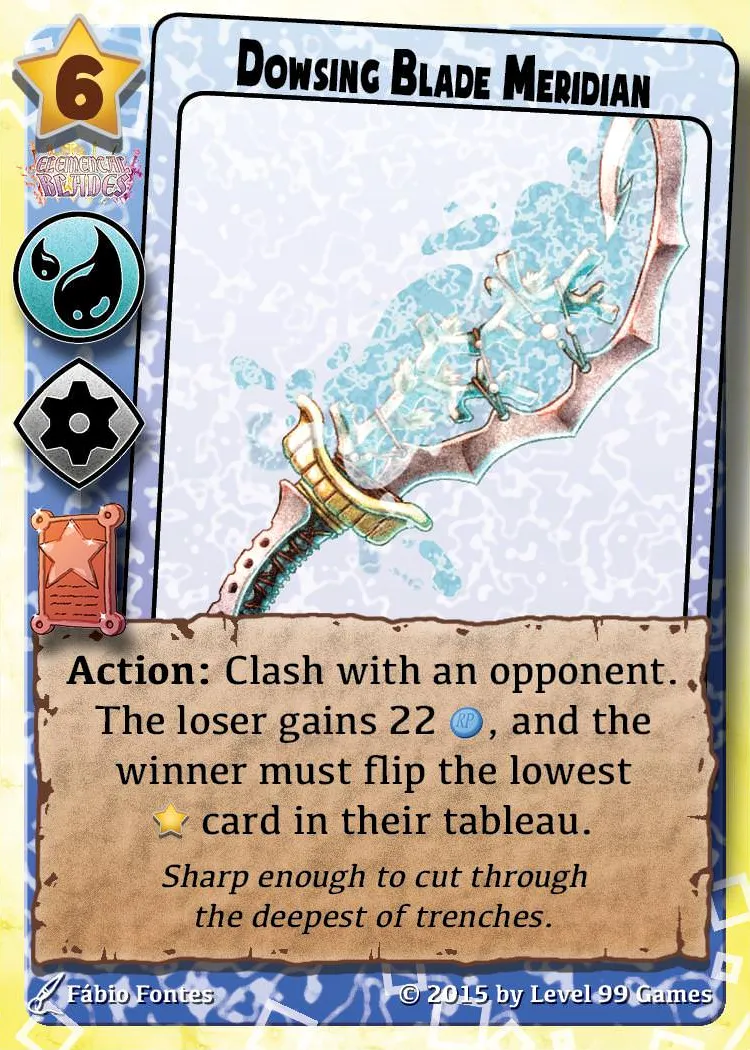 6
DOWSING BLADE MERIDIAN
ELEMENTAL
BLADES
Action: Clash with an opponent.
The loser gains 22 RP, and the
winner must flip the lowest
card in their tableau.
Sharp enough to cut through
the deepest of trenches.
Fábio Fontes
© 2015 by Level 99 Games